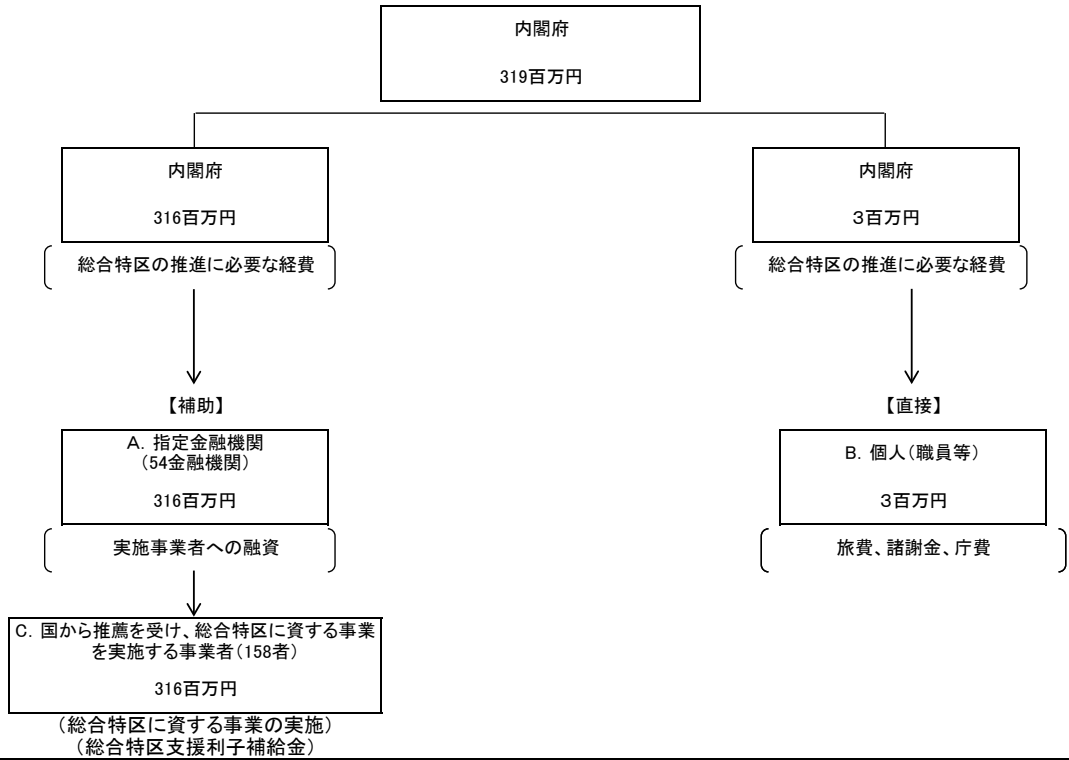 内閣府
319百万円
内閣府
316百万円
総合特区の推進に必要な経費
【補助】
A. 指定金融機関
(54金融機関)
316百万円
実施事業者への融資
C. 国から推薦を受け、総合特区に資する事業
を実施する事業者(158者)
316百万円
(総合特区に資する事業の実施)
(総合特区支援利子補給金)
内閣府
3百万円
総合特区の推進に必要な経費
【直接】
B. 個人(職員等)
3百万円
旅費、諸謝金、庁費